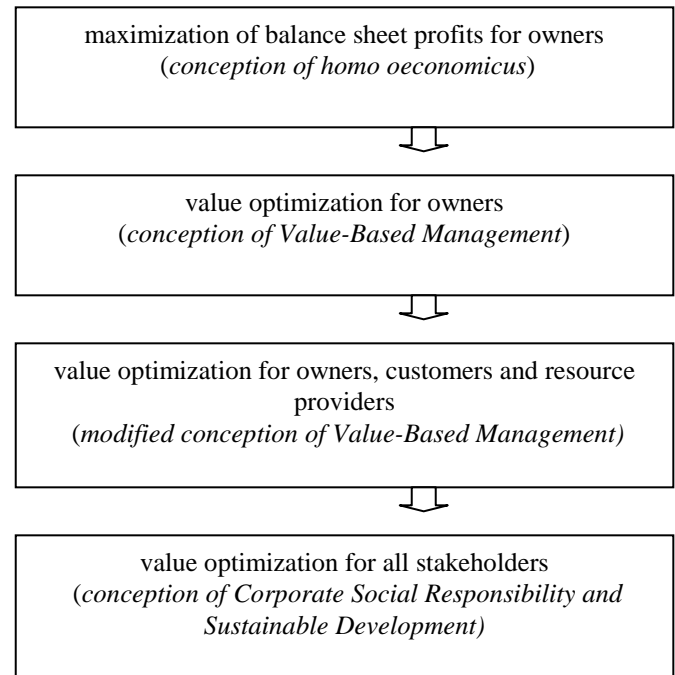 maximization of balance sheet profits for owners
(conception of homo oeconomicus)
value optimization for owners
(conception of Value-Based Management)
value optimization for owners, customers and resource
providers
(modified conception of Value-Based Management)
value optimization for all stakeholders
(conception of Corporate Social Responsibility and
Sustainable Development)